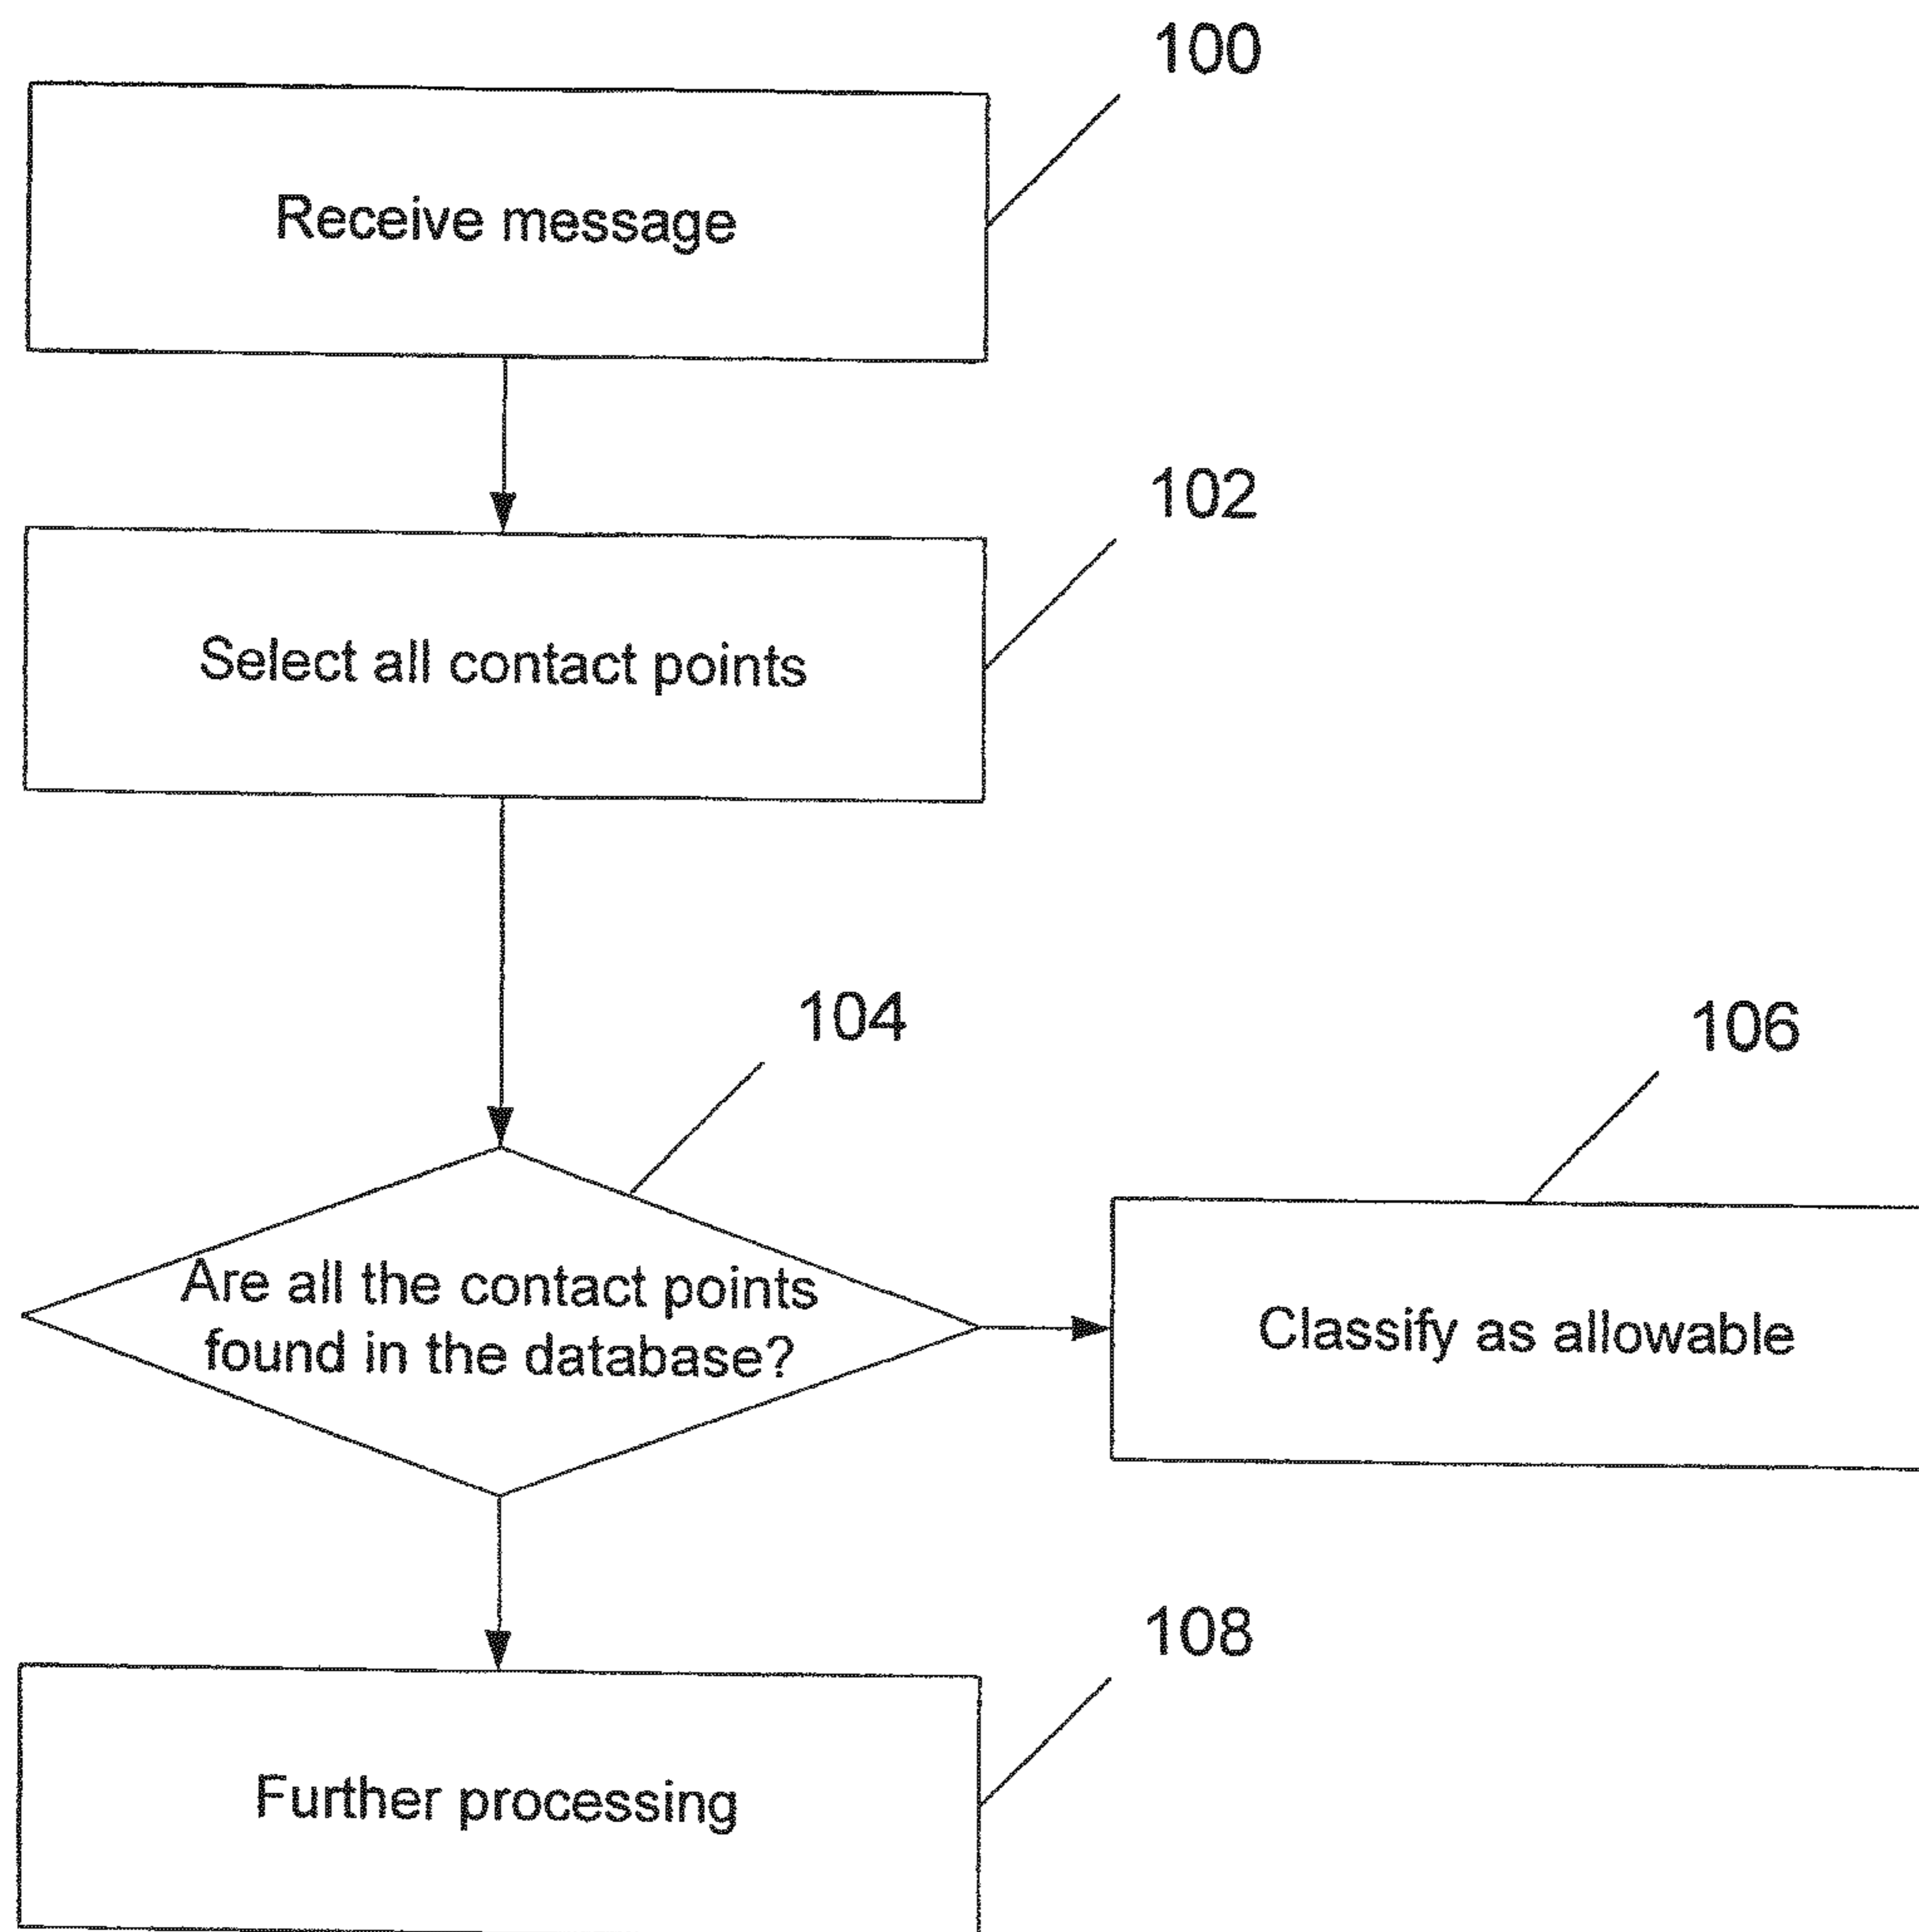 100
Receive message
102
Select all contact points
104
106
Are all the contact points
found in the database?
Classify as allowable
108
Further processing